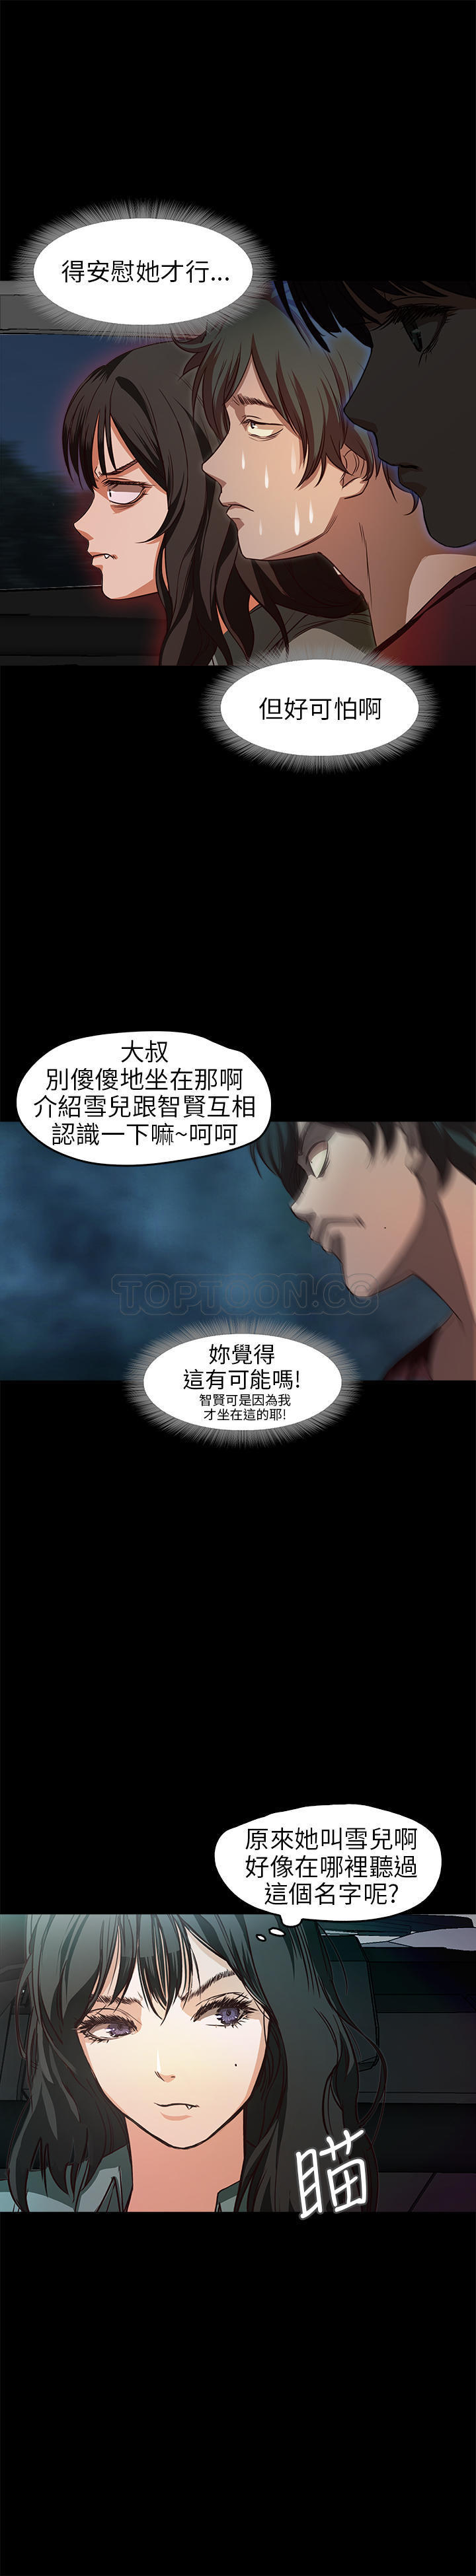 得安慰她才行...
但好可怕啊
大叔
別傻傻地坐在那啊
介紹雪兒跟智賢互相
認識一下嘛~呵呵
TOPTOON.CO
妳覺得
這有可能嗎!
智賢可是因為我
才坐在這的耶!
原來她叫雪兒啊
好像在哪裡聽過
這個名字呢?
瞄